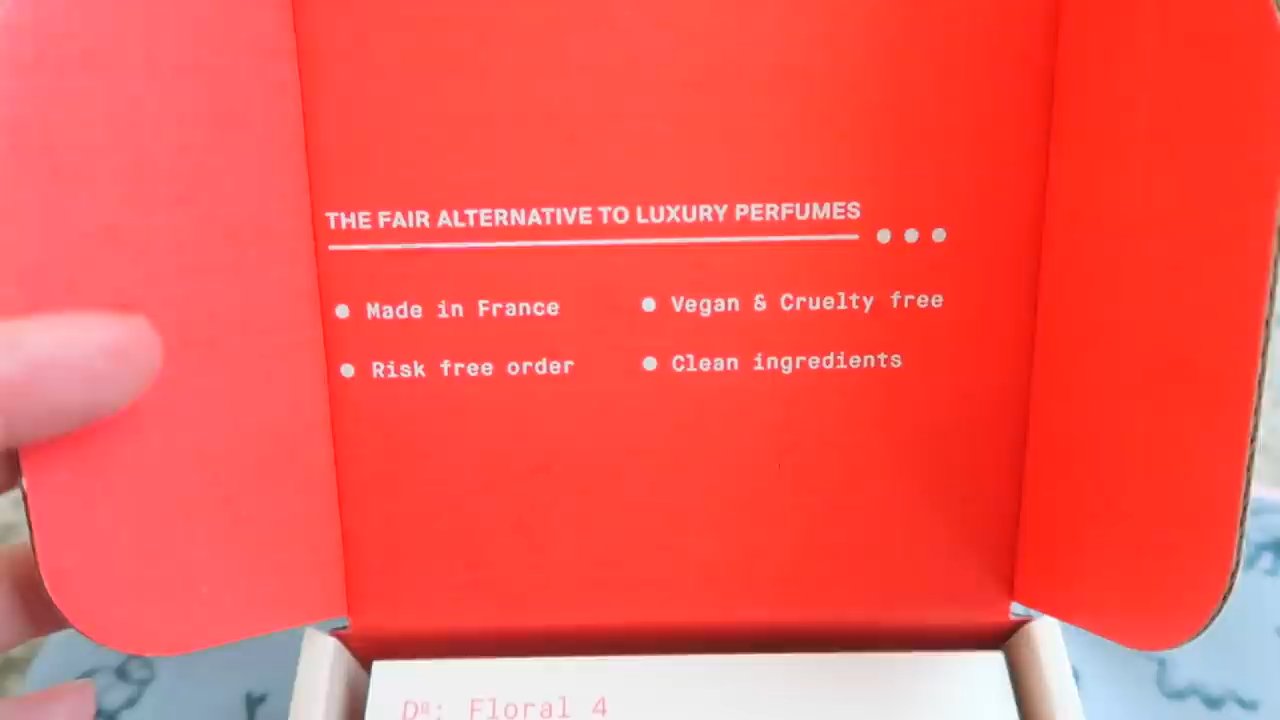 THE FAIR ALTERNATIVE TO LUXURY PERFUMES
● Made in France ● Vegan & Cruelty free
● Risk free order ● Clean ingredients
Dº: Floral 4